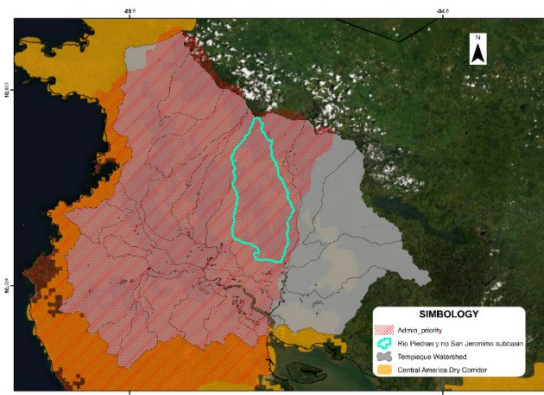 N
SIMBOLOGY
Admin_priority
Rio Piedras y rio San Jeronimo subbasin
Tempisque Watershed
Central America Dry Corridor